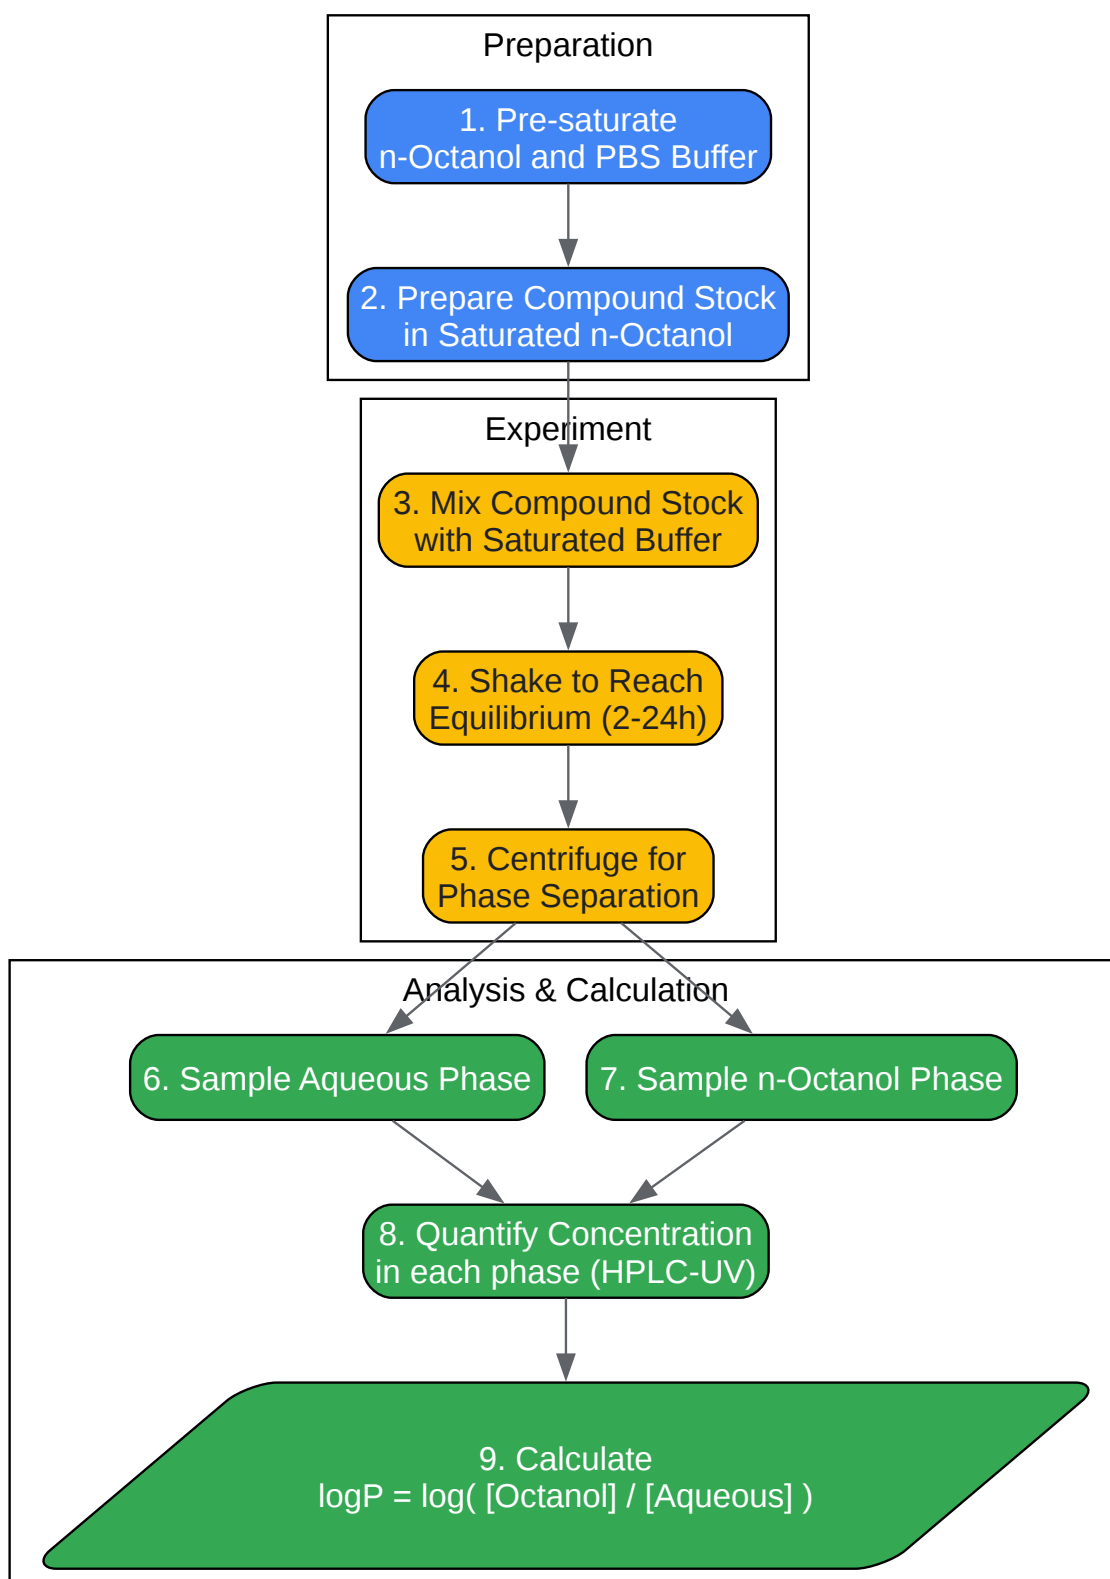 Preparation
1. Pre-saturate
n-Octanol and PBS Buffer
2. Prepare Compound Stock
in Saturated n-Octanol
Experiment
3. Mix Compound Stock
with Saturated Buffer
4. Shake to Reach
Equilibrium (2-24h)
5. Centrifuge for
Phase Separation
Analysis & Calculation
6. Sample Aqueous Phase
7. Sample n-Octanol Phase
8. Quantify Concentration
in each phase (HPLC-UV)
9. Calculate
logP = log( [Octanol] / [Aqueous] )